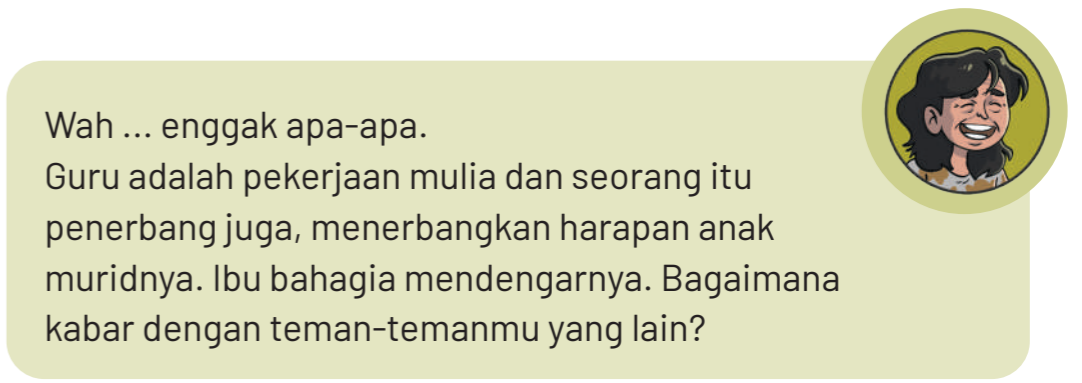 Wah ... enggak apa-apa.
Guru adalah pekerjaan mulia dan seorang itu
penerbang juga, menerbangkan harapan anak
muridnya. Ibu bahagia mendengarnya. Bagaimana
kabar dengan teman-temanmu yang lain?